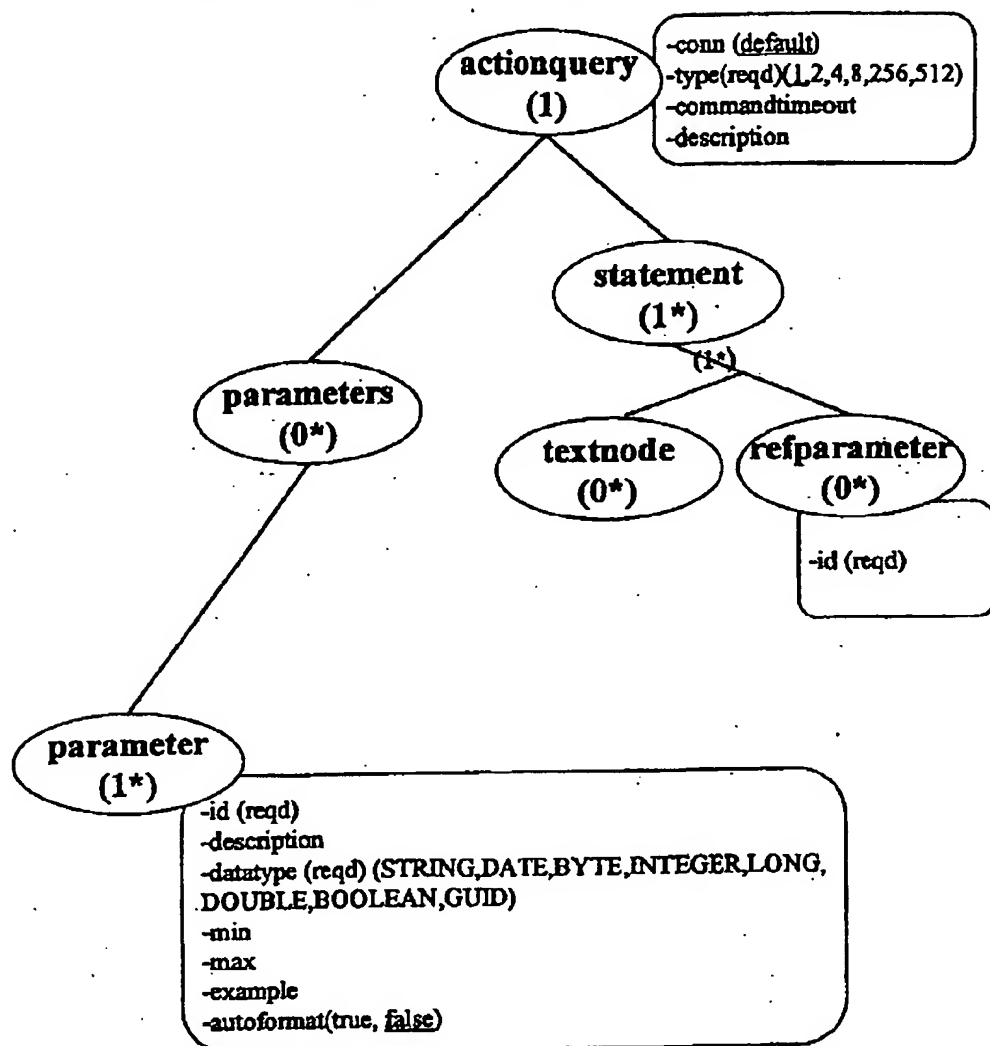 actionquery
(1)
-conn (default)
-type(reqd)(1,2,4,8,256,512)
-commandtimeout
-description
statement
(1*)
(1*)
parameters
(0*)
textnode
(0*)
refparameter
(0*)
-id (reqd)
parameter
(1*)
-id (reqd)
-description
-datatype (reqd) (STRING,DATE,BYTE,INTEGER,LONG,
DOUBLE,BOOLEAN,GUID)
-min
-max
-example
-autoformat(true, false)